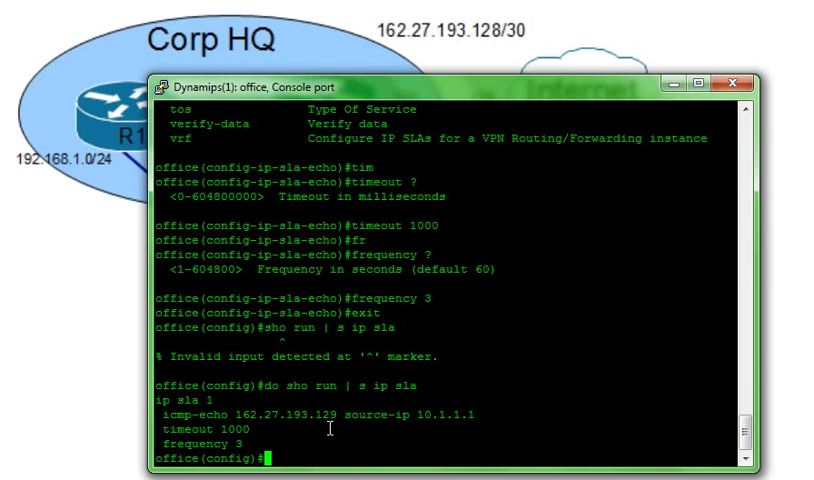 162.27.193.128/30
Corp HQ
Internet
R1
192.168.1.0/24
Dynamips(1): office, Console port
tos Type Of Service
verify-data Verify data
vrf Configure IP SLAs for a VPN Routing/Forwarding instance
office(config-ip-sla-echo)#tim
office(config-ip-sla-echo)#timeout ?
<0-604800000> Timeout in milliseconds
office(config-ip-sla-echo)#timeout 1000
office(config-ip-sla-echo)#fr
office(config-ip-sla-echo)#frequency ?
<1-604800> Frequency in seconds (default 60)
office(config-ip-sla-echo)#frequency 3
office(config-ip-sla-echo)#exit
office(config)#sho run | s ip sla
^
% Invalid input detected at '^' marker.
office(config)#do sho run | s ip sla
ip sla 1
icmp-echo 162.27.193.129 source-ip 10.1.1.1
timeout 1000
frequency 3
office(config)#